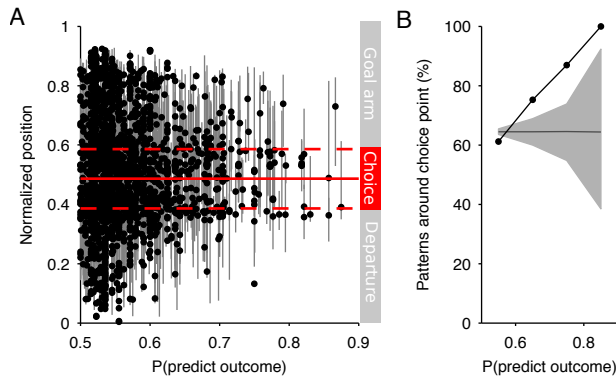 A
B
1
0.8
0.6
0.4
0.2
0
Normalized position
0.5
0.6
0.7
0.8
0.9
P(predict outcome)
Goal arm
Choice
Departure
100
80
60
40
20
0
Patterns around choice point (%)
0.6
0.8
P(predict outcome)